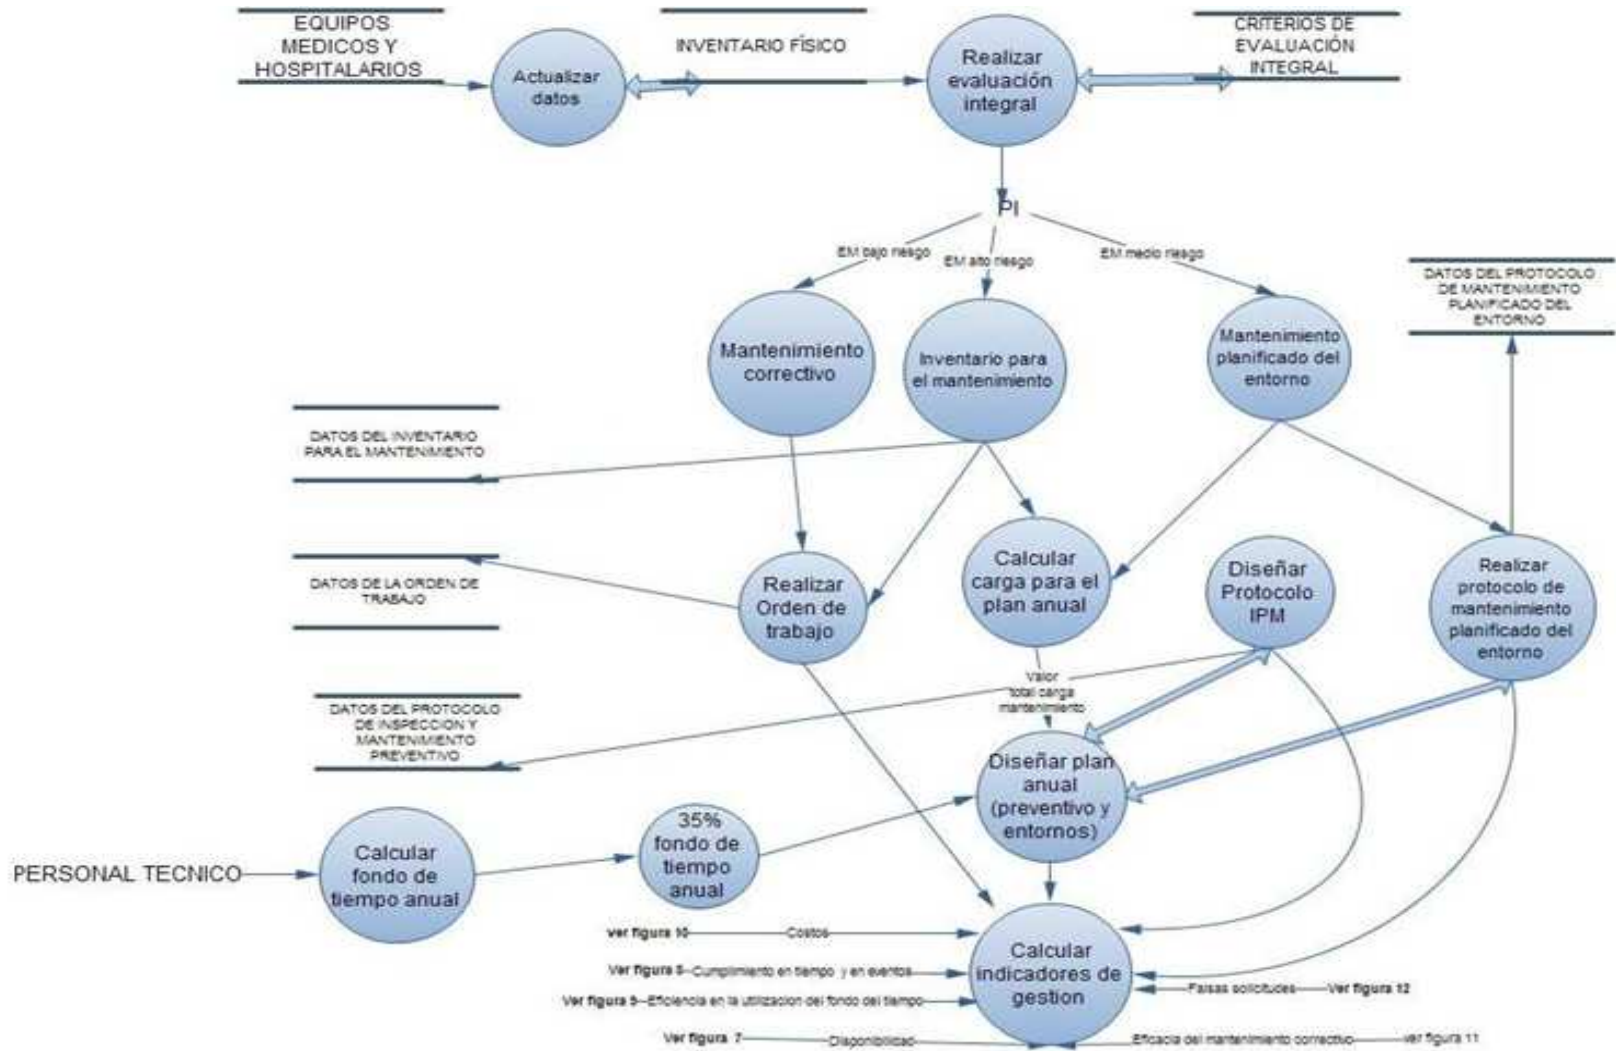 EQUIPOS
MEDICOS Y
HOSPITALARIOS
Actualizar
datos
INVENTARIO FÍSICO
Realizar
evaluación
integral
CRITERIOS DE
EVALUACIÓN
INTEGRAL
PI
EM bajo riesgo
EM alto riesgo
EM medio riesgo
DATOS DEL PROTOCOLO
DE MANTENIMIENTO
PLANIFICADO DEL
ENTORNO
Mantenimiento
correctivo
Inventario para
el mantenimiento
Mantenimiento
planificado del
entorno
DATOS DEL INVENTARIO
PARA EL MANTENIMIENTO
DATOS DE LA ORDEN DE
TRABAJO
Realizar
Orden de
trabajo
Calcular
carga para el
plan anual
Diseñar
Protocolo
IPM
Realizar
protocolo de
mantenimiento
planificado del
entorno
Valor
total carga
mantenimiento
DATOS DEL PROTOCOLO
DE INSPECCION Y
MANTENIMIENTO
PREVENTIVO
Diseñar plan
anual
(preventivo y
entornos)
PERSONAL TECNICO
Calcular
fondo de
tiempo anual
35%
fondo de
tiempo
anual
Calcular
indicadores de
gestion
ver figura 10 Costos
Ver figura 8 Cumplimiento en tiempo y en eventos
Ver figura 9 Eficiencia en la utilizacion del fondo del tiempo
Ver figura 7 Disponibilidad
Falsas solicitudes Ver figura 12
Eficacia del mantenimiento correctivo ver figura 11